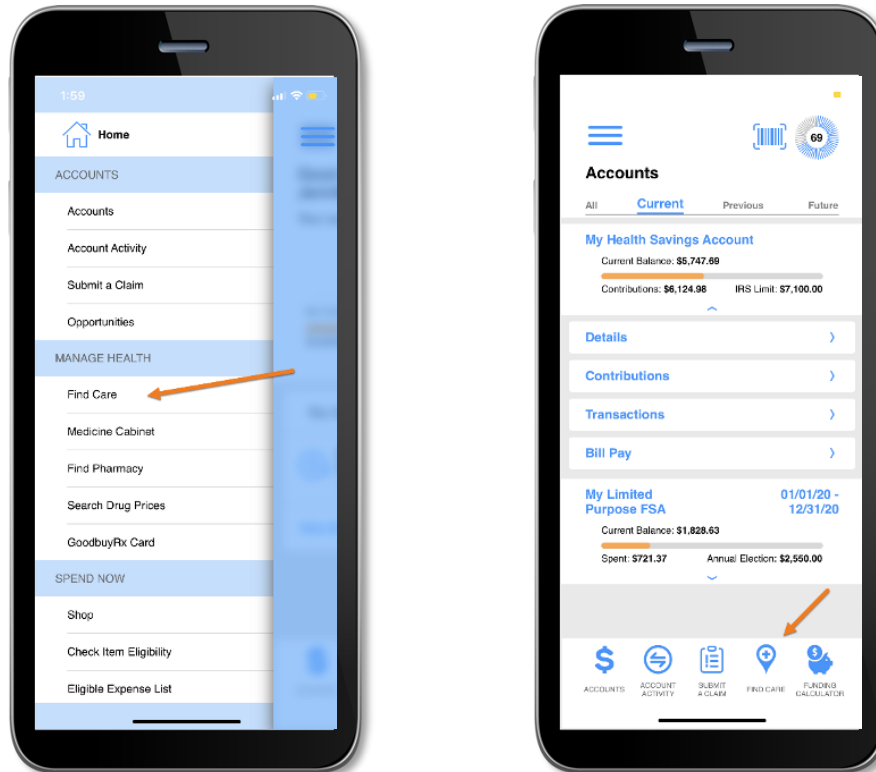 1:59
Home
ACCOUNTS
Accounts
Account Activity
Submit a Claim
Opportunities
MANAGE HEALTH
Find Care
Medicine Cabinet
Find Pharmacy
Search Drug Prices
GoodbuyRx Card
SPEND NOW
Shop
Check Item Eligibility
Eligible Expense List
69
Accounts
All Current Previous Future
My Health Savings Account
Current Balance: $5,747.69
Contributions: $6,124.98 IRS Limit: $7,100.00
Details
Contributions
Transactions
Bill Pay
My Limited 01/01/20 -
Purpose FSA 12/31/20
Current Balance: $1,828.63
Spent: $721.37 Annual Election: $2,550.00
ACCOUNTS ACCOUNT SUBMIT FIND CARE FUNDING
ACTIVITY A CLAIM CALCULATOR